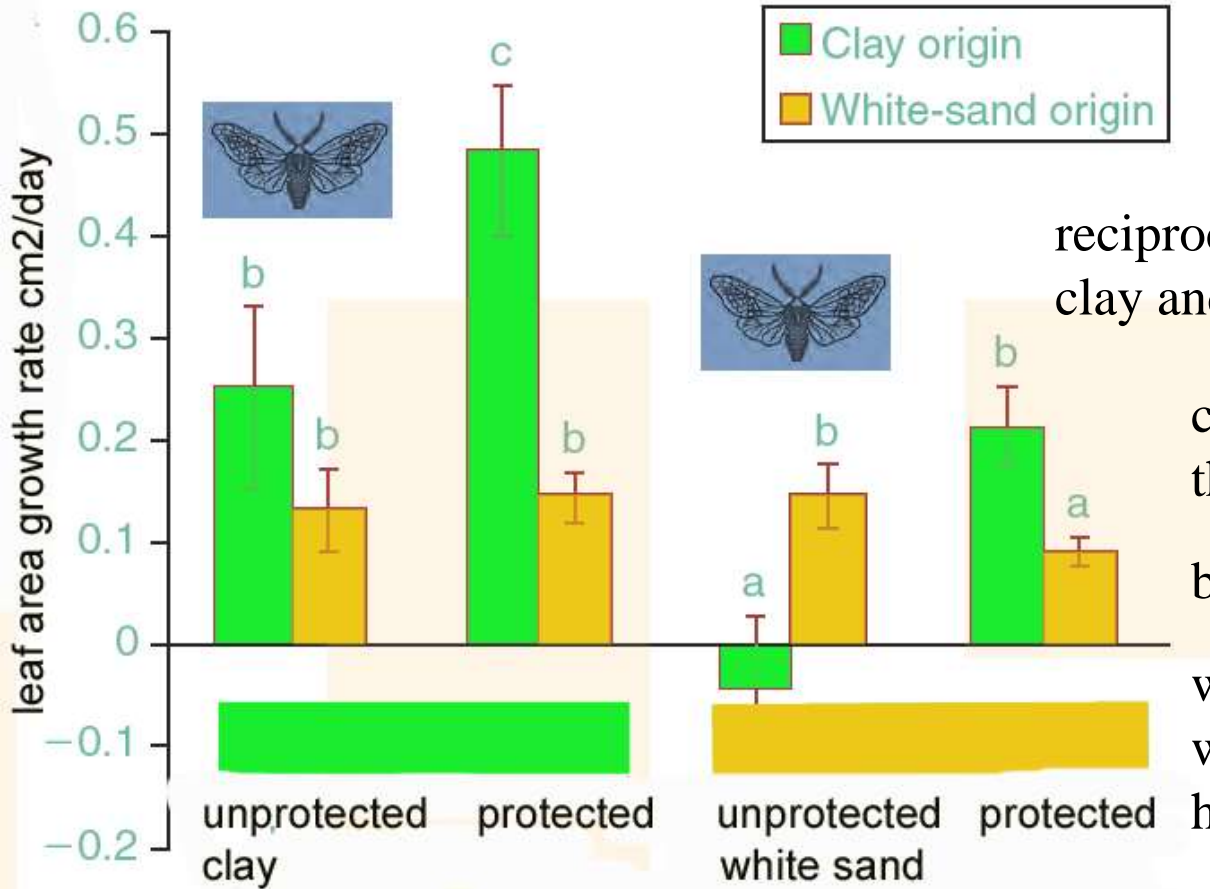 0.6
0.5
0.4
0.3
0.2
0.1
0
−0.1
−0.2
leaf area growth rate cm2/day
Clay origin
White-sand origin
b
b
c
b
a
b
b
a
unprotected protected unprotected protected
clay white sand
clay